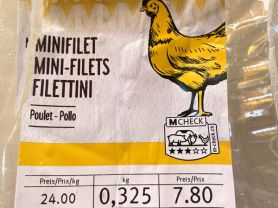 MINIFILET
MINI-FILETS
FILETTINI
Poulet - Pollo
MCHECK
Preis/Prix/kg
kg
Preis/Prix
24.00
0,325
7.80